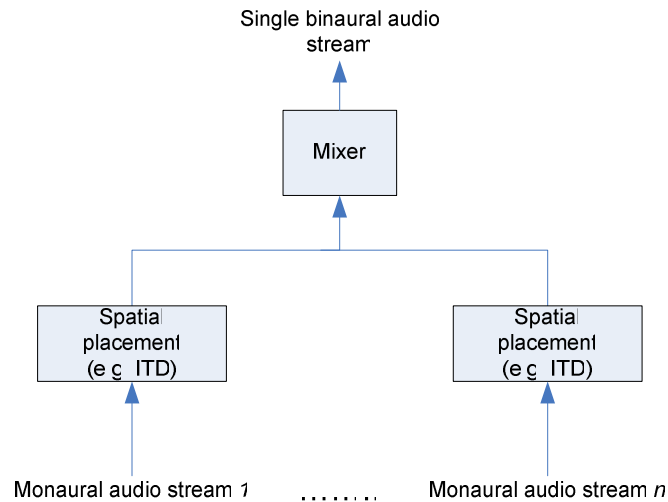 Single binaural audio
stream
Mixer
Spatial
placement
(e.g. ITD)
Spatial
placement
(e.g. ITD)
Monaural audio stream 1
........
Monaural audio stream n